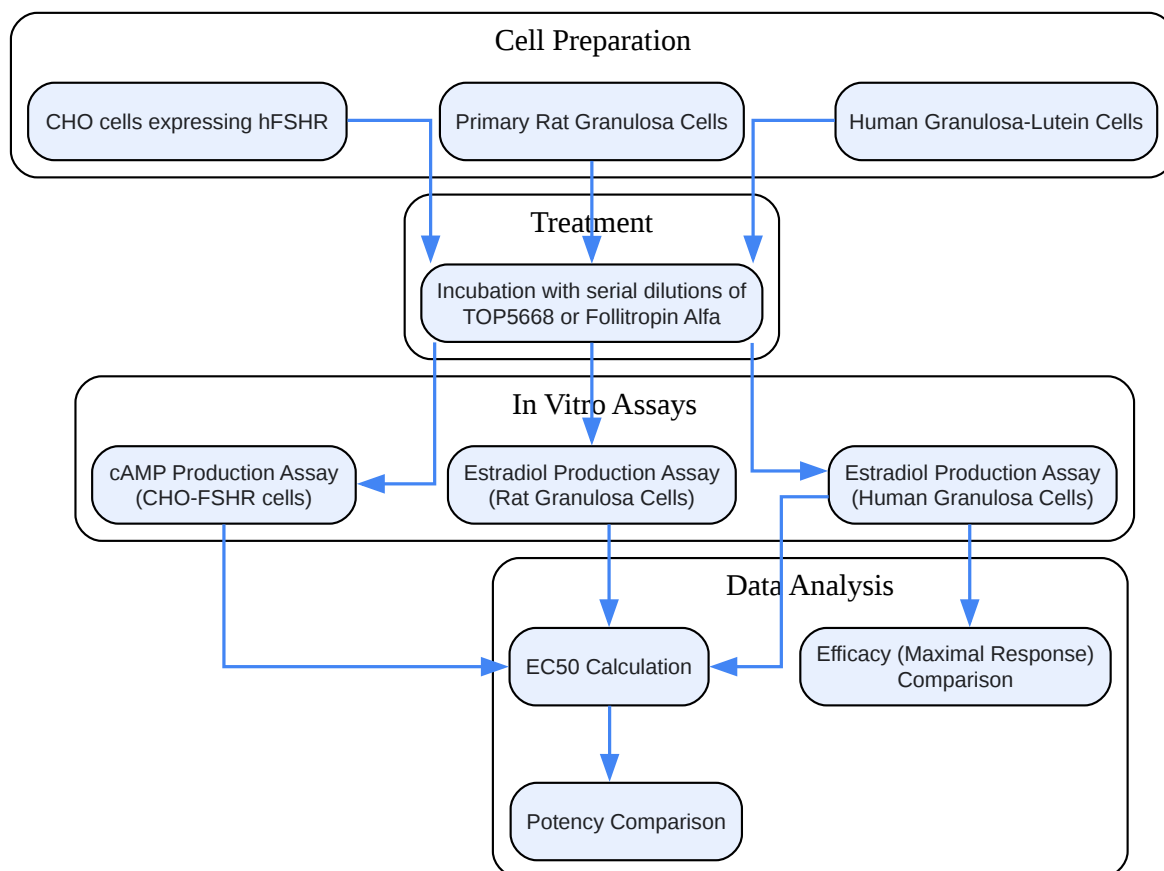 Cell Preparation
CHO cells expressing hFSHR
Primary Rat Granulosa Cells
Human Granulosa-Lutein Cells
Treatment
Incubation with serial dilutions of
TOP5668 or Follitropin Alfa
In Vitro Assays
cAMP Production Assay
(CHO-FSHR cells)
Estradiol Production Assay
(Rat Granulosa Cells)
Estradiol Production Assay
(Human Granulosa Cells)
Data Analysis
EC50 Calculation
Efficacy (Maximal Response)
Comparison
Potency Comparison